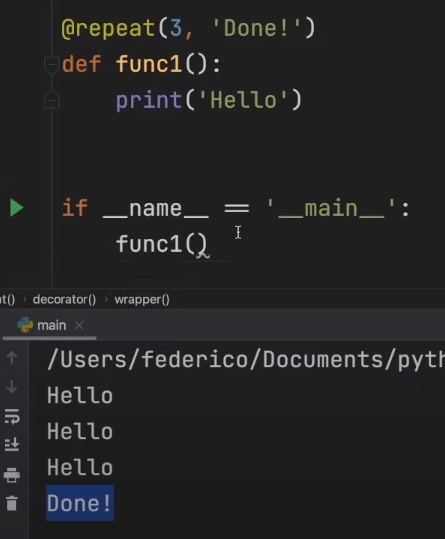 @repeat(3, 'Done!')
def func1():
print('Hello')
if __name__ == '__main__':
func1()
t() › decorator() › wrapper()
main ×
/Users/federico/Documents/pyth
Hello
Hello
Hello
Done!